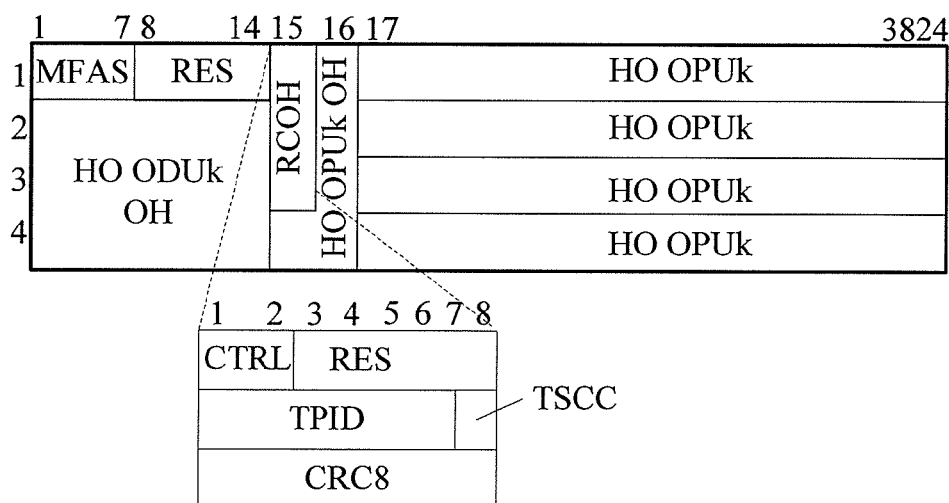 1 7 8 14 15 16 17 3824
1 MFAS RES RCOH HO OPUk OH HO OPUk
2 HO OPUk
HO ODUk
OH
3 HO OPUk
4 HO OPUk
1 2 3 4 5 6 7 8
CTRL RES
TPID TSCC
CRC8